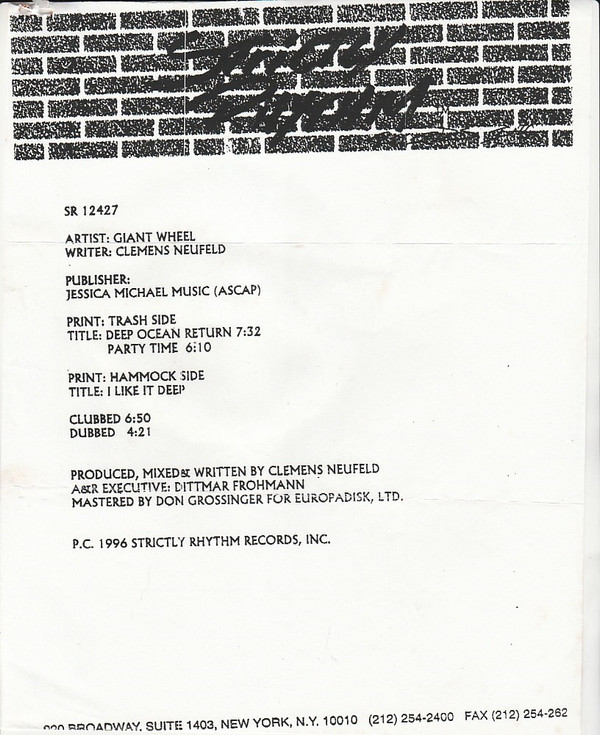 Strictly
Rhythm
SR 12427
ARTIST: GIANT WHEEL
WRITER: CLEMENS NEUFELD
PUBLISHER:
JESSICA MICHAEL MUSIC (ASCAP)
PRINT: TRASH SIDE
TITLE: DEEP OCEAN RETURN 7:32
PARTY TIME 6:10
PRINT: HAMMOCK SIDE
TITLE: I LIKE IT DEEP
CLUBBED 6:50
DUBBED 4:21
PRODUCED, MIXED& WRITTEN BY CLEMENS NEUFELD
A&R EXECUTIVE: DITTMAR FROHMANN
MASTERED BY DON GROSSINGER FOR EUROPADISK, LTD.
P.C. 1996 STRICTLY RHYTHM RECORDS, INC.
BROADWAY, SUITE 1403, NEW YORK, N.Y. 10010 (212) 254-2400 FAX (212) 254-262